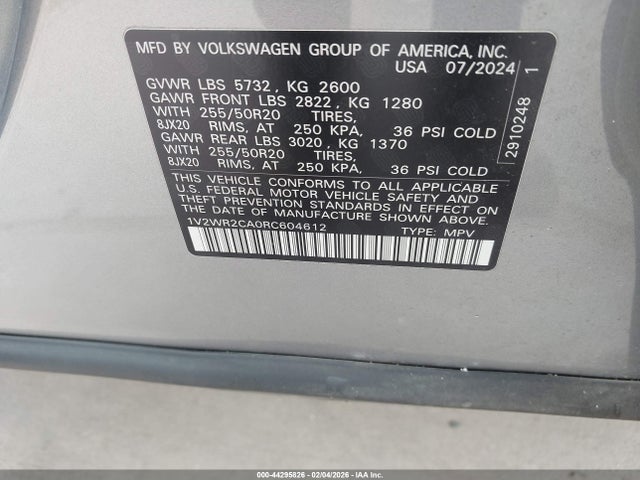 MFD BY VOLKSWAGEN GROUP OF AMERICA, INC.
USA 07/2024
GVWR LBS 5732 , KG 2600
GAWR FRONT LBS 2822 , KG 1280
WITH 255/50R20 TIRES,
8JX20 RIMS, AT 250 KPA, 36 PSI COLD
GAWR REAR LBS 3020 , KG 1370
WITH 255/50R20 TIRES,
8JX20 RIMS, AT 250 KPA, 36 PSI COLD
THIS VEHICLE CONFORMS TO ALL APPLICABLE
U.S. FEDERAL MOTOR VEHICLE SAFETY AND
THEFT PREVENTION STANDARDS IN EFFECT ON
THE DATE OF MANUFACTURE SHOWN ABOVE.
1V2WR2CA0RC604612 TYPE: MPV
2910248 1
000-44295826 - 02/04/2026 - IAAI.COM